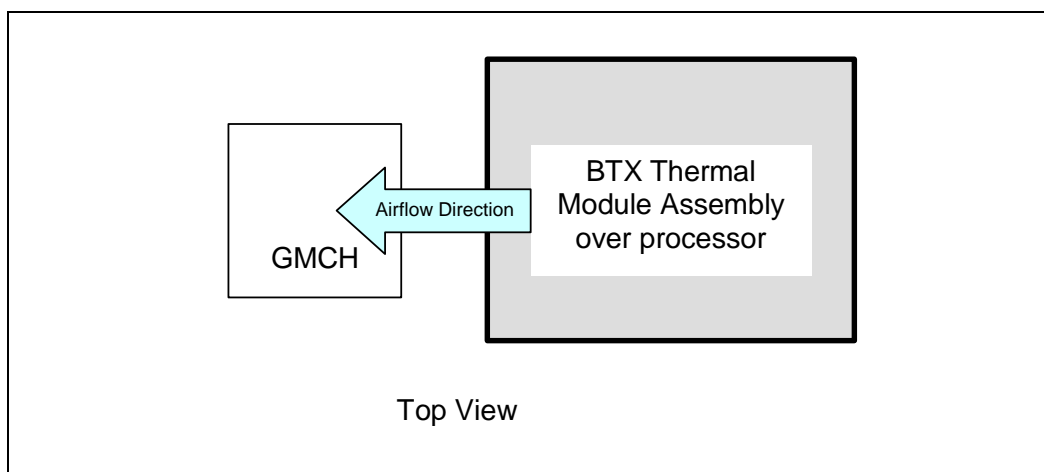 BTX Thermal
Module Assembly
over processor
Airflow Direction
GMCH
Top View